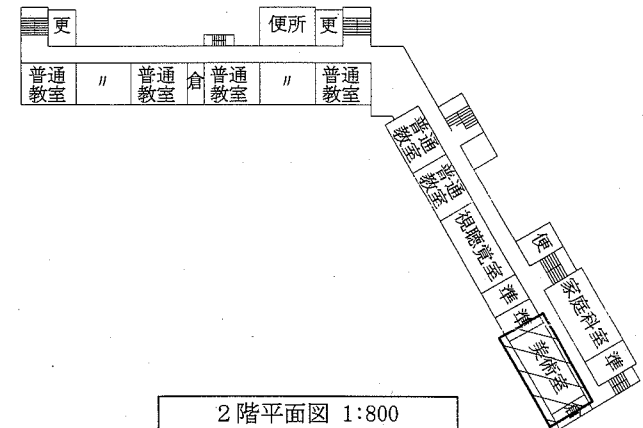 更
便所
更
普通
教室
〃
普通
教室
倉
普通
教室
〃
普通
教室
普通
教室
普通
教室
視聴覚室
準
準
美術室
倉
便
家庭科室
準
2階平面図 1:800